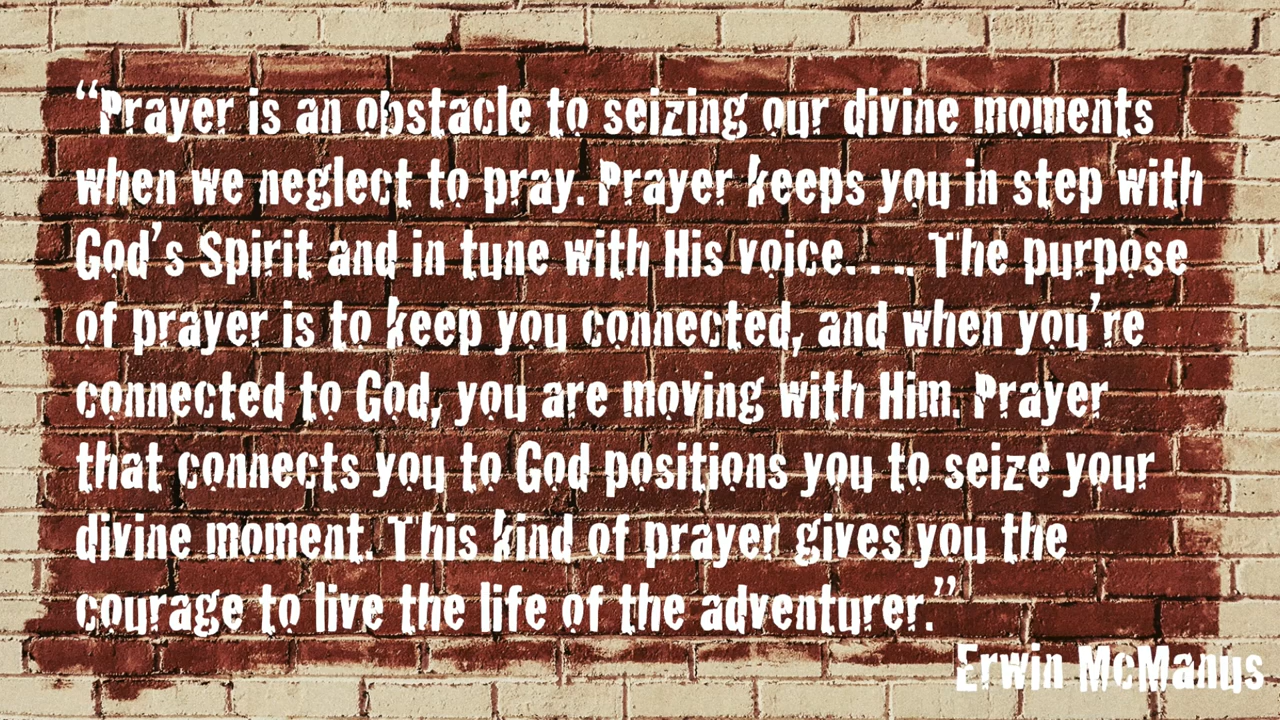 “Prayer is an obstacle to seizing our divine moments
when we neglect to pray. Prayer keeps you in step with
God's Spirit and in tune with His voice. . .. The purpose
of prayer is to keep you connected, and when you're
connected to God, you are moving with Him. Prayer
that connects you to God positions you to seize your
divine moment. This kind of prayer gives you the
courage to live the life of the adventurer.”
Erwin McManus